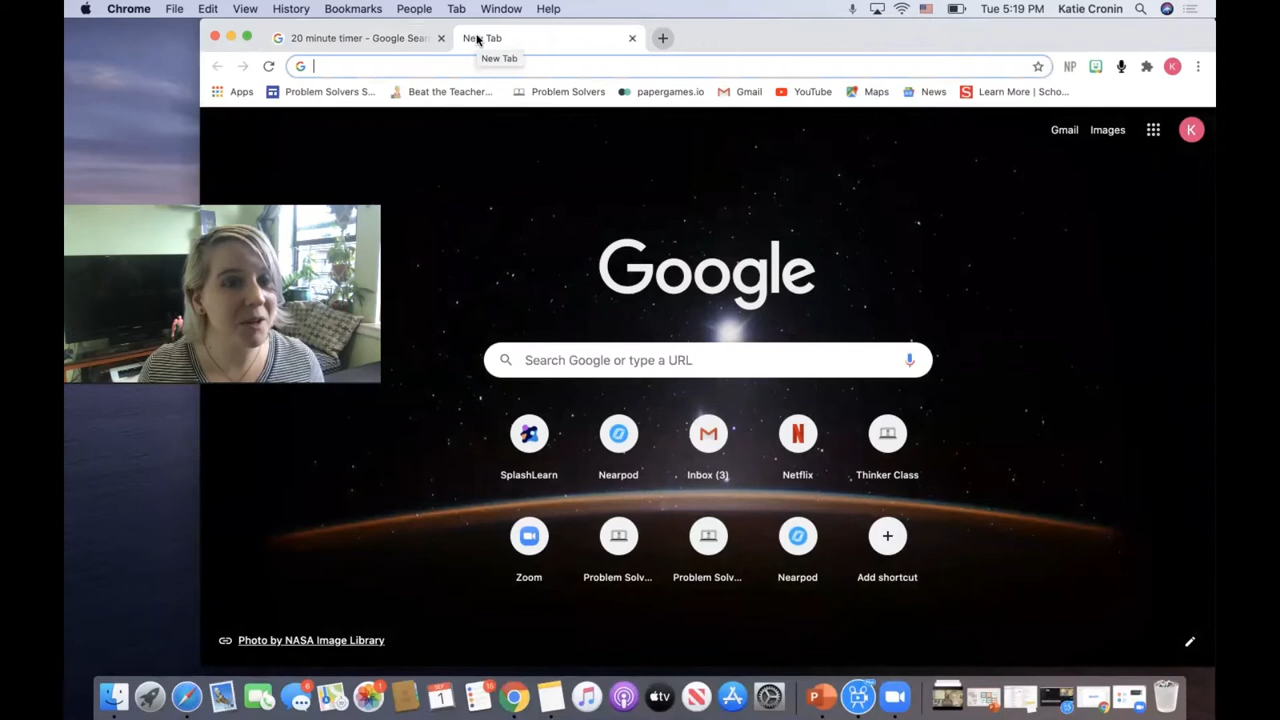 Chrome File Edit View History Bookmarks People Tab Window Help Tue 5:19 PM Katie Cronin
20 minute timer - Google Sear New Tab
New Tab
Apps Problem Solvers S... Beat the Teacher... Problem Solvers papergames.io Gmail YouTube Maps News Learn More | Scho...
NP K
Gmail Images K
Google
Search Google or type a URL
SplashLearn Nearpod Inbox (3) Netflix Thinker Class
Zoom Problem Solv... Problem Solv... Nearpod Add shortcut
Photo by NASA Image Library